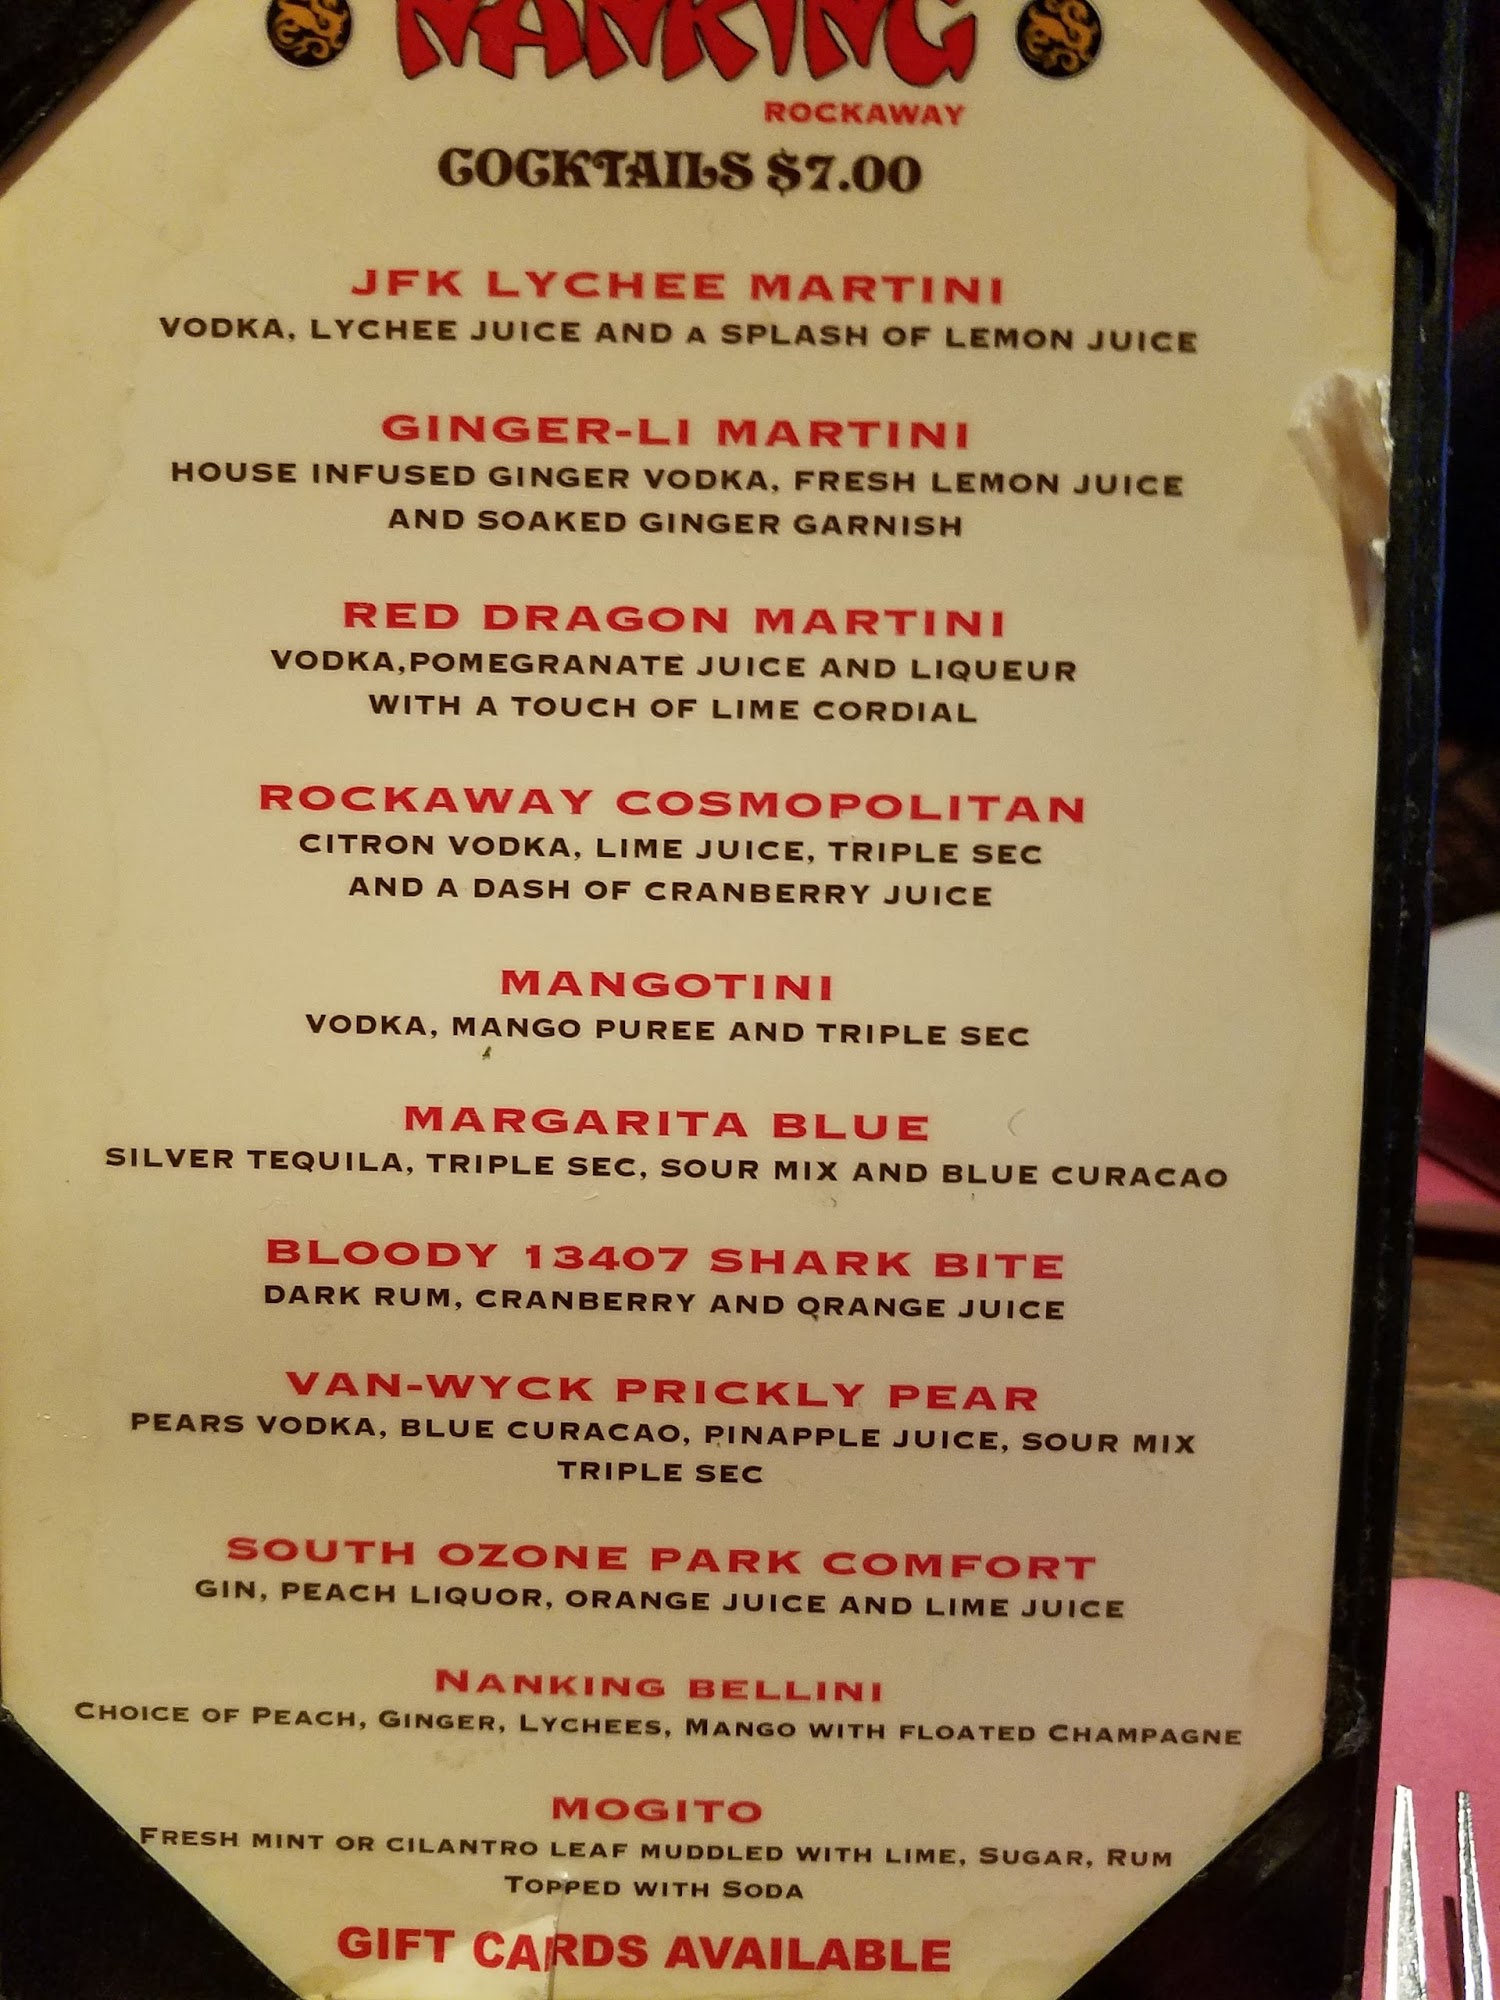 NANKING
ROCKAWAY
COCKTAILS $7.00
JFK LYCHEE MARTINI
VODKA, LYCHEE JUICE AND A SPLASH OF LEMON JUICE
GINGER-LI MARTINI
HOUSE INFUSED GINGER VODKA, FRESH LEMON JUICE
AND SOAKED GINGER GARNISH
RED DRAGON MARTINI
VODKA,POMEGRANATE JUICE AND LIQUEUR
WITH A TOUCH OF LIME CORDIAL
ROCKAWAY COSMOPOLITAN
CITRON VODKA, LIME JUICE, TRIPLE SEC
AND A DASH OF CRANBERRY JUICE
MANGOTINI
VODKA, MANGO PUREE AND TRIPLE SEC
MARGARITA BLUE
SILVER TEQUILA, TRIPLE SEC, SOUR MIX AND BLUE CURACAO
BLOODY 13407 SHARK BITE
DARK RUM, CRANBERRY AND ORANGE JUICE
VAN-WYCK PRICKLY PEAR
PEARS VODKA, BLUE CURACAO, PINAPPLE JUICE, SOUR MIX
TRIPLE SEC
SOUTH OZONE PARK COMFORT
GIN, PEACH LIQUOR, ORANGE JUICE AND LIME JUICE
NANKING BELLINI
CHOICE OF PEACH, GINGER, LYCHEES, MANGO WITH FLOATED CHAMPAGNE
MOGITO
FRESH MINT OR CILANTRO LEAF MUDDLED WITH LIME, SUGAR, RUM
TOPPED WITH SODA
GIFT CARDS AVAILABLE